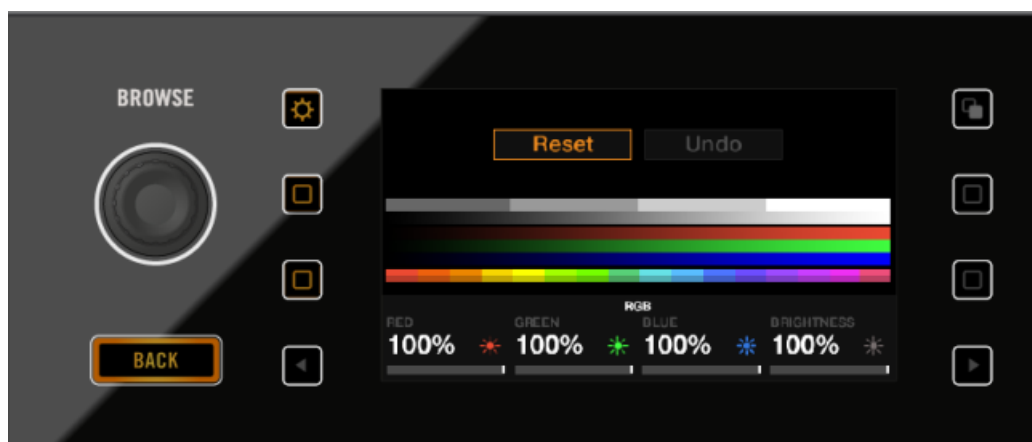 BROWSE
Reset Undo
RGB
RED GREEN BLUE BRIGHTNESS
100% 100% 100% 100%
BACK